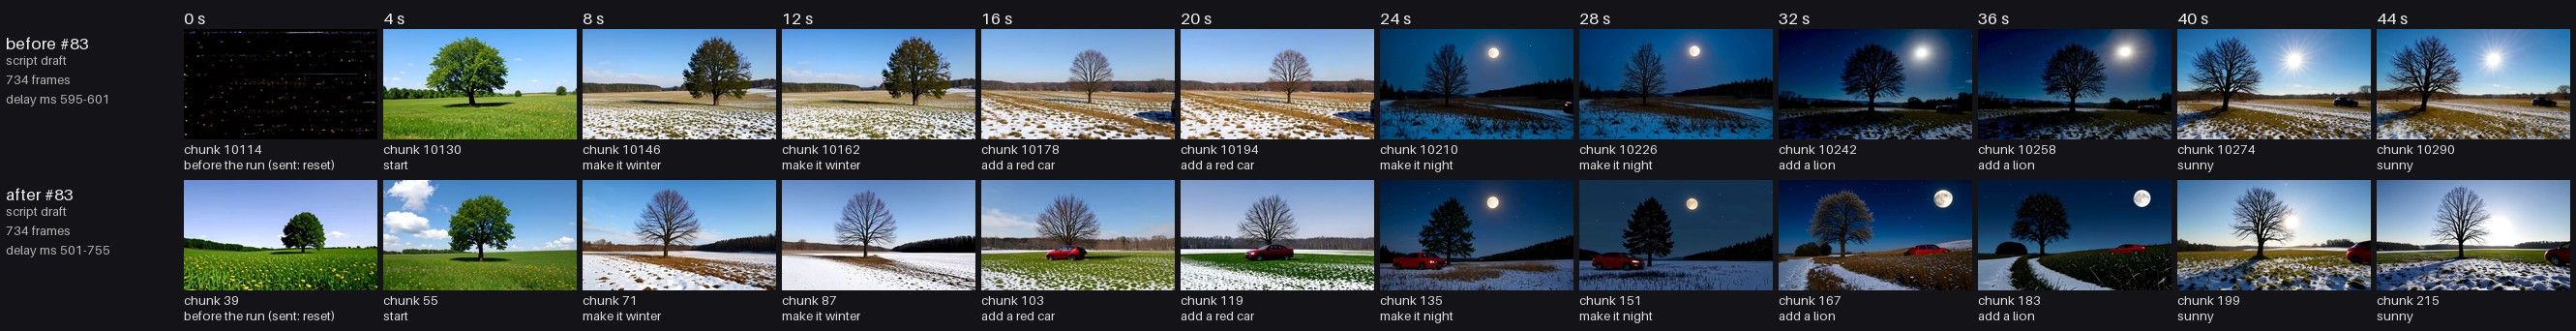 0 s 4 s 8 s 12 s 16 s 20 s 24 s 28 s 32 s 36 s 40 s 44 s
before #83
script draft
734 frames
delay ms 595-601
chunk 10114 chunk 10130 chunk 10146 chunk 10162 chunk 10178 chunk 10194 chunk 10210 chunk 10226 chunk 10242 chunk 10258 chunk 10274 chunk 10290
before the run (sent: reset) start make it winter make it winter add a red car add a red car make it night make it night add a lion add a lion sunny sunny
after #83
script draft
734 frames
delay ms 501-755
chunk 39 chunk 55 chunk 71 chunk 87 chunk 103 chunk 119 chunk 135 chunk 151 chunk 167 chunk 183 chunk 199 chunk 215
before the run (sent: reset) start make it winter make it winter add a red car add a red car make it night make it night add a lion add a lion sunny sunny